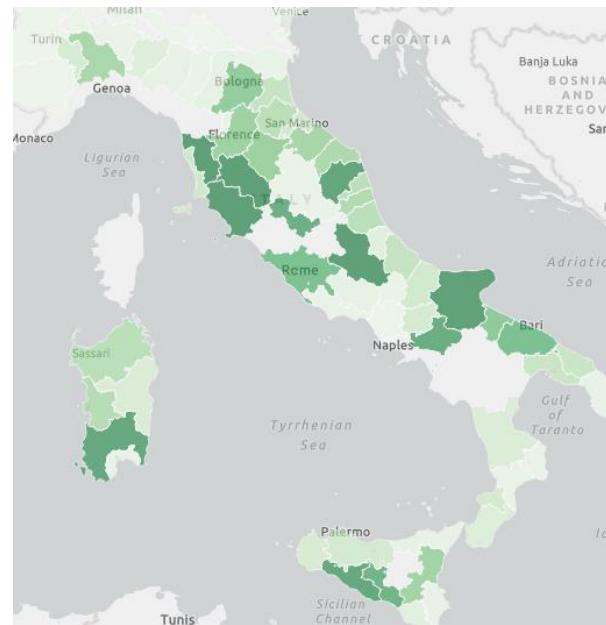 Milan
Venice
Turin
CROATIA
Banja Luka
BOSNIA
AND
HERZEGOV
Genoa
Bologna
San Marino
Florence
Monaco
Ligurian
Sea
ITALY
Rome
Adriatic
Sea
Bari
Naples
Sassari
Tyrrhenian
Sea
Gulf
of
Taranto
Palermo
Sicilian
Channel
Tunis